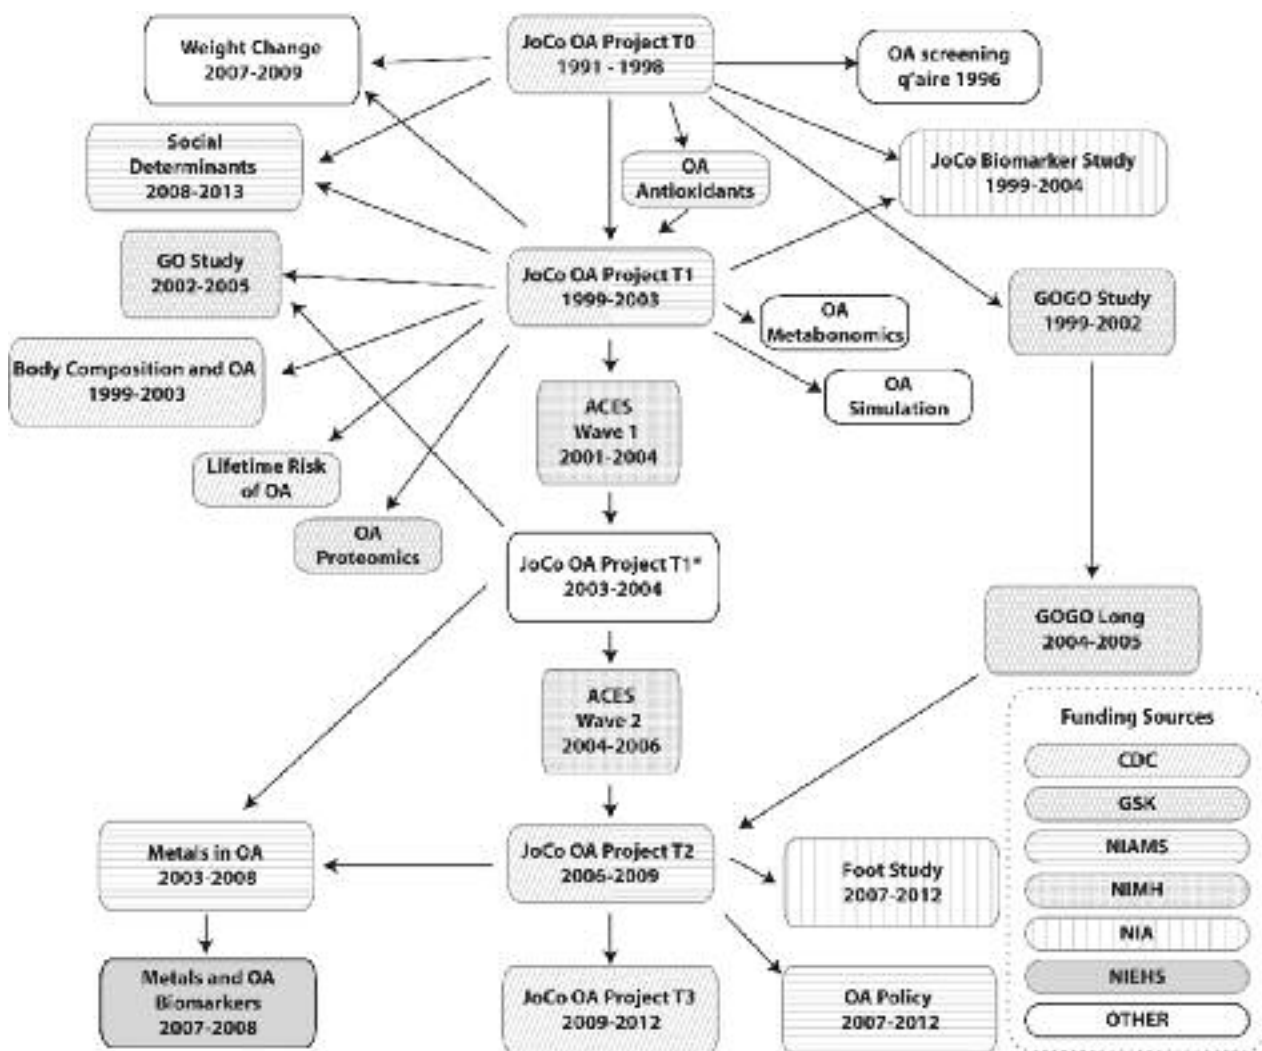 Weight Change
2007-2009
JoCo OA Project T0
1991 - 1998
OA screening
q'aire 1996
Social
Determinants
2008-2013
OA
Antioxidants
JoCo Biomarker Study
1999-2004
GO Study
2002-2005
JoCo OA Project T1
1999-2003
GOGO Study
1999-2002
OA
Metabonomics
Body Composition and OA
1999-2003
OA
Simulation
ACES
Wave 1
2001-2004
Lifetime Risk
of OA
OA
Proteomics
JoCo OA Project T1*
2003-2004
GOGO Long
2004-2005
ACES
Wave 2
2004-2006
Funding Sources
CDC
GSK
NIAMS
NIMH
NIA
NIEHS
OTHER
Metals in OA
2003-2008
JoCo OA Project T2
2006-2009
Foot Study
2007-2012
Metals and OA
Biomarkers
2007-2008
JoCo OA Project T3
2009-2012
OA Policy
2007-2012